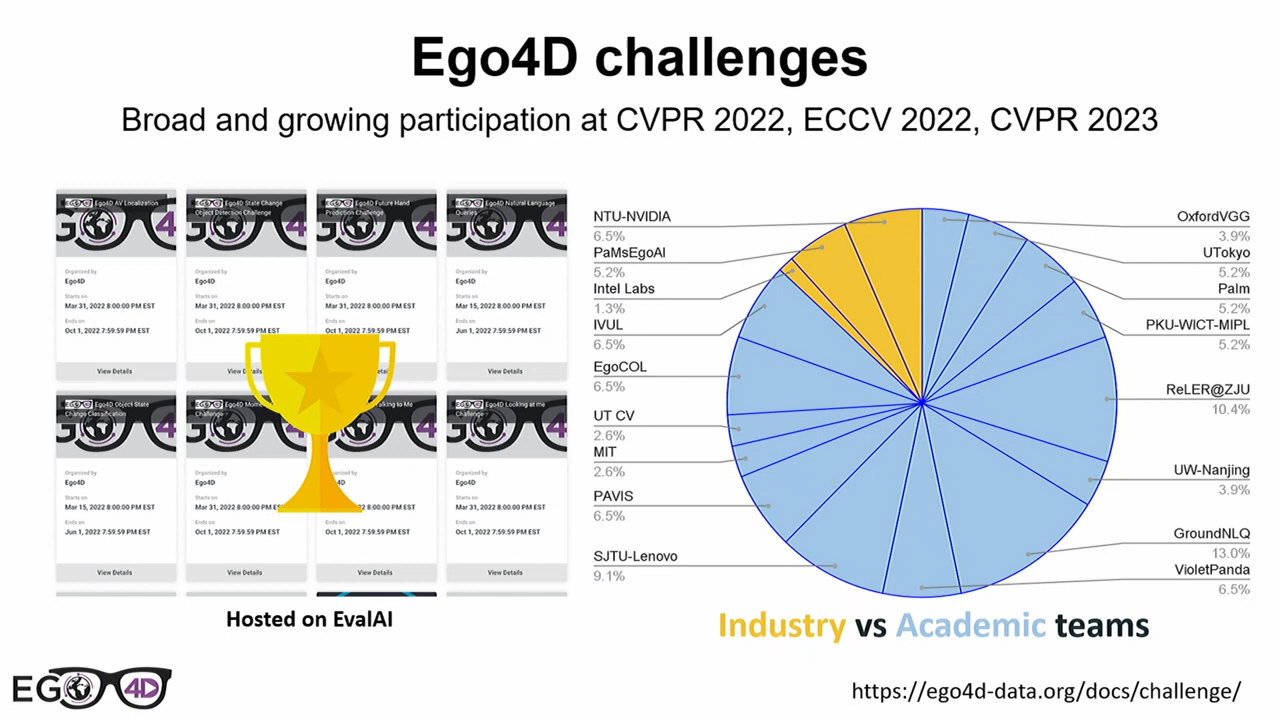 Ego4D challenges
Broad and growing participation at CVPR 2022, ECCV 2022, CVPR 2023
Ego4D AV Localization
Organized by
Ego4D
Starts on
Mar 31, 2022 8:00:00 PM EST
Ends on
Oct 1, 2022 7:59:59 PM EST
View Details
Ego4D State Change
Object Detection Challenge
Organized by
Ego4D
Starts on
Mar 31, 2022 8:00:00 PM EST
Ends on
Oct 1, 2022 7:59:59 PM EST
View D
Ego4D Future Hand
Prediction Challenge
Organized by
Ego4D
Starts on
Mar 31, 2022 8:00:00 PM EST
Ends on
Oct 1, 2022 7:59:59 PM EST
Details
Ego4D Natural Language
Queries
Organized by
Ego4D
Starts on
Mar 15, 2022 8:00:00 PM EST
Ends on
Jun 1, 2022 7:59:59 PM EST
View Details
Ego4D Object State
Change Classification
Organized by
Ego4D
Starts on
Mar 15, 2022 8:00:00 PM EST
Ends on
Jun 1, 2022 7:59:59 PM EST
View Details
Ego4D Mome
Challenge
Organized by
Ego4D
Starts on
Mar 31, 2022 8:00:00 P
Ends on
Oct 1, 2022 7:59:59 PM EST
View Details
alking to Me
Ego4D
2022 8:00:00 PM EST
Ends on
Oct 1, 2022 7:59:59 PM EST
View Details
Ego4D Looking at me
Challenge
Organized by
Ego4D
Starts on
Mar 31, 2022 8:00:00 PM EST
Ends on
Oct 1, 2022 7:59:59 PM EST
View Details
Hosted on EvalAI
NTU-NVIDIA
6.5%
PaMsEgoAI
5.2%
Intel Labs
1.3%
IVUL
6.5%
EgoCOL
6.5%
UT CV
2.6%
MIT
2.6%
PAVIS
6.5%
SJTU-Lenovo
9.1%
OxfordVGG
3.9%
UTokyo
5.2%
Palm
5.2%
PKU-WICT-MIPL
5.2%
ReLER@ZJU
10.4%
UW-Nanjing
3.9%
GroundNLQ
13.0%
VioletPanda
6.5%
Industry vs Academic teams
EGO4D
https://ego4d-data.org/docs/challenge/